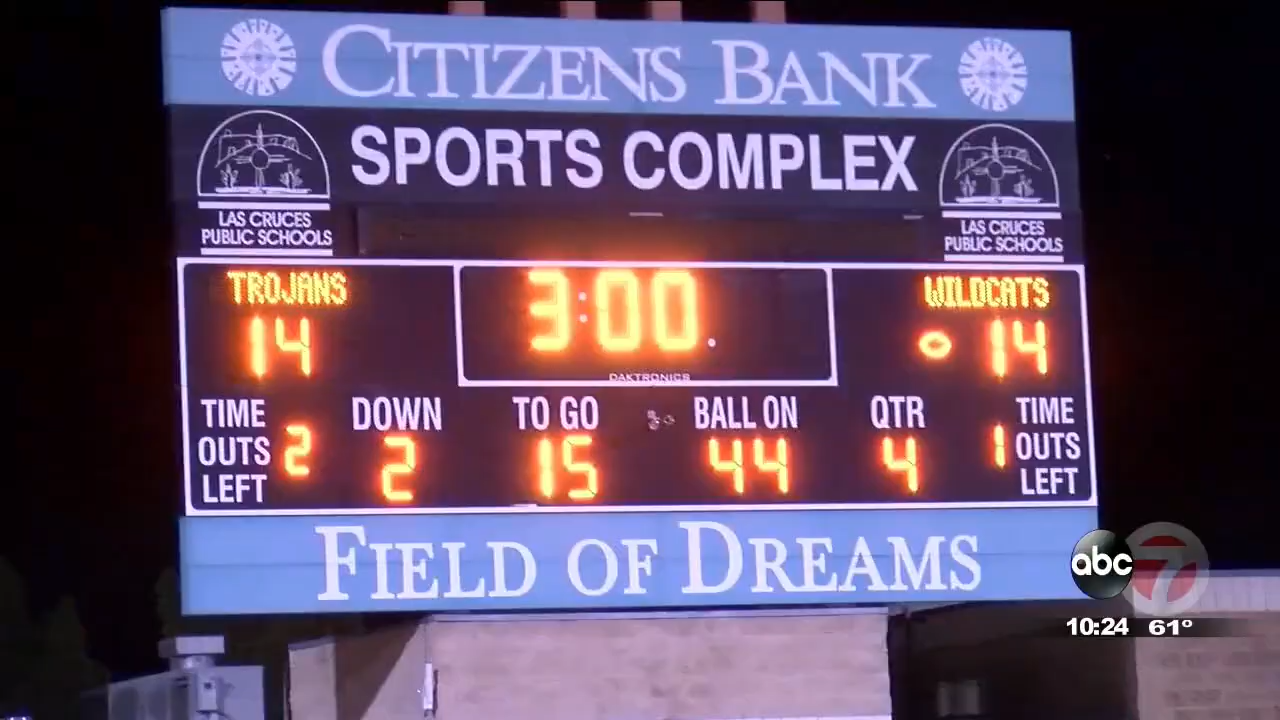 CITIZENS BANK
SPORTS COMPLEX
LAS CRUCES
PUBLIC SCHOOLS
LAS CRUCES
PUBLIC SCHOOLS
TROJANS
14
3:00
DAKTRONICS
WILDCATS
14
TIME
OUTS
LEFT
2
DOWN
2
TO GO
15
BALL ON
44
QTR
4
1
TIME
OUTS
LEFT
FIELD OF DREAMS
abc 7
10:24 61°